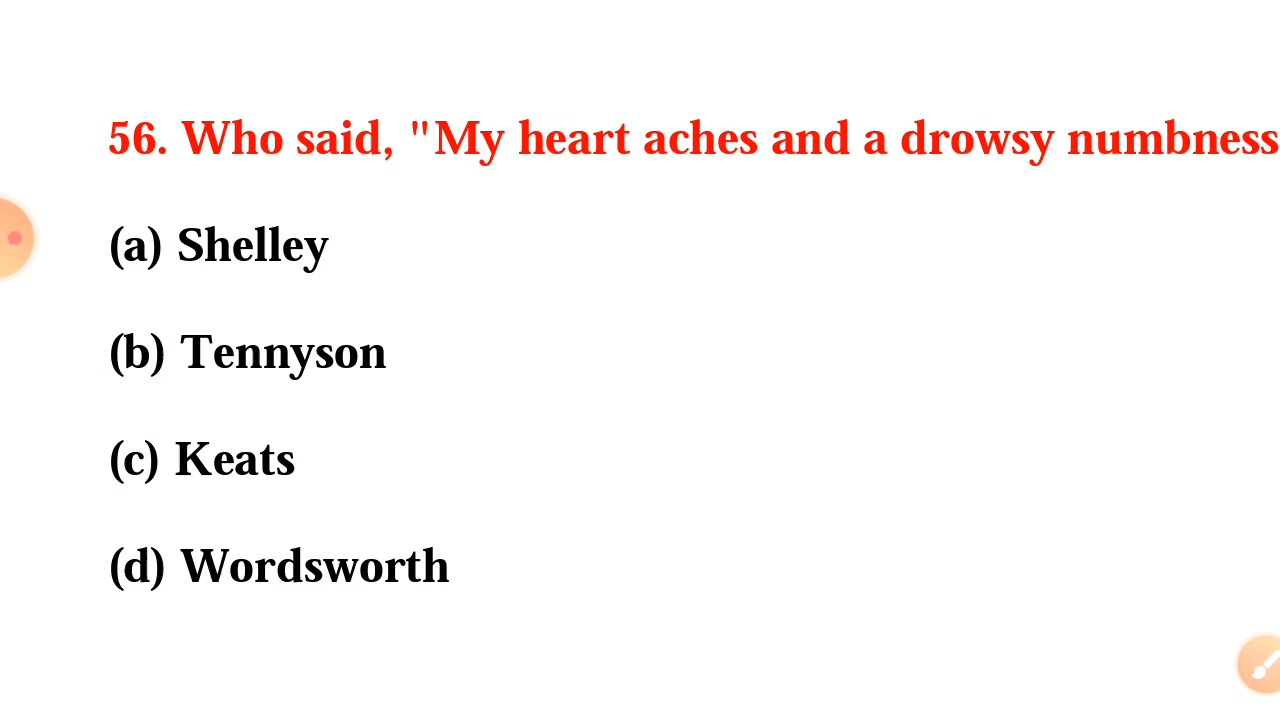 56. Who said, "My heart aches and a drowsy numbness
(a) Shelley
(b) Tennyson
(c) Keats
(d) Wordsworth